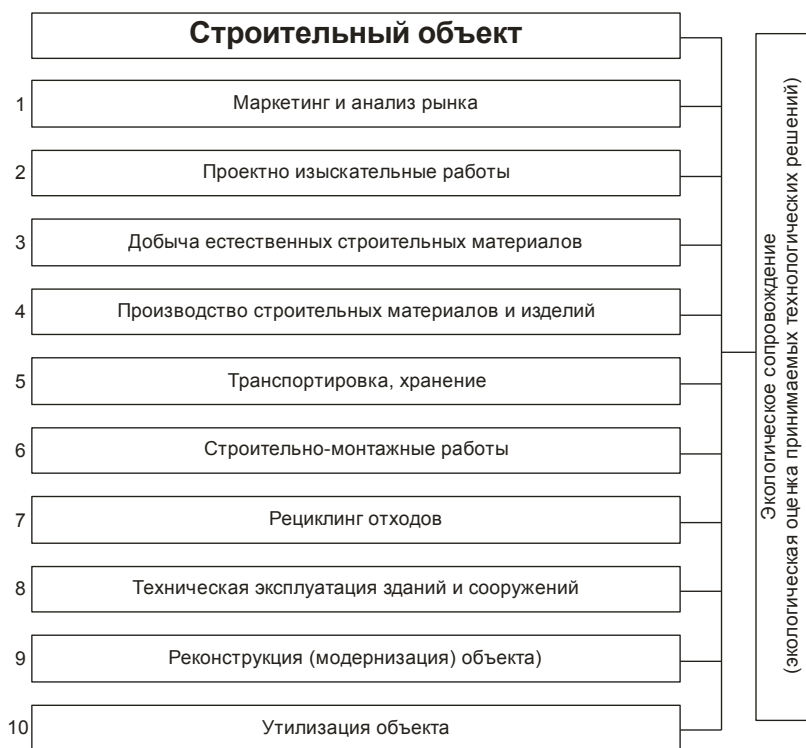 Строительный объект
1 Маркетинг и анализ рынка
2 Проектно изыскательные работы
3 Добыча естественных строительных материалов
4 Производство строительных материалов и изделий
5 Транспортировка, хранение
6 Строительно-монтажные работы
7 Рециклинг отходов
8 Техническая эксплуатация зданий и сооружений
9 Реконструкция (модернизация) объекта)
10 Утилизация объекта
Экологическое сопровождение
(экологическая оценка принимаемых технологических решений)